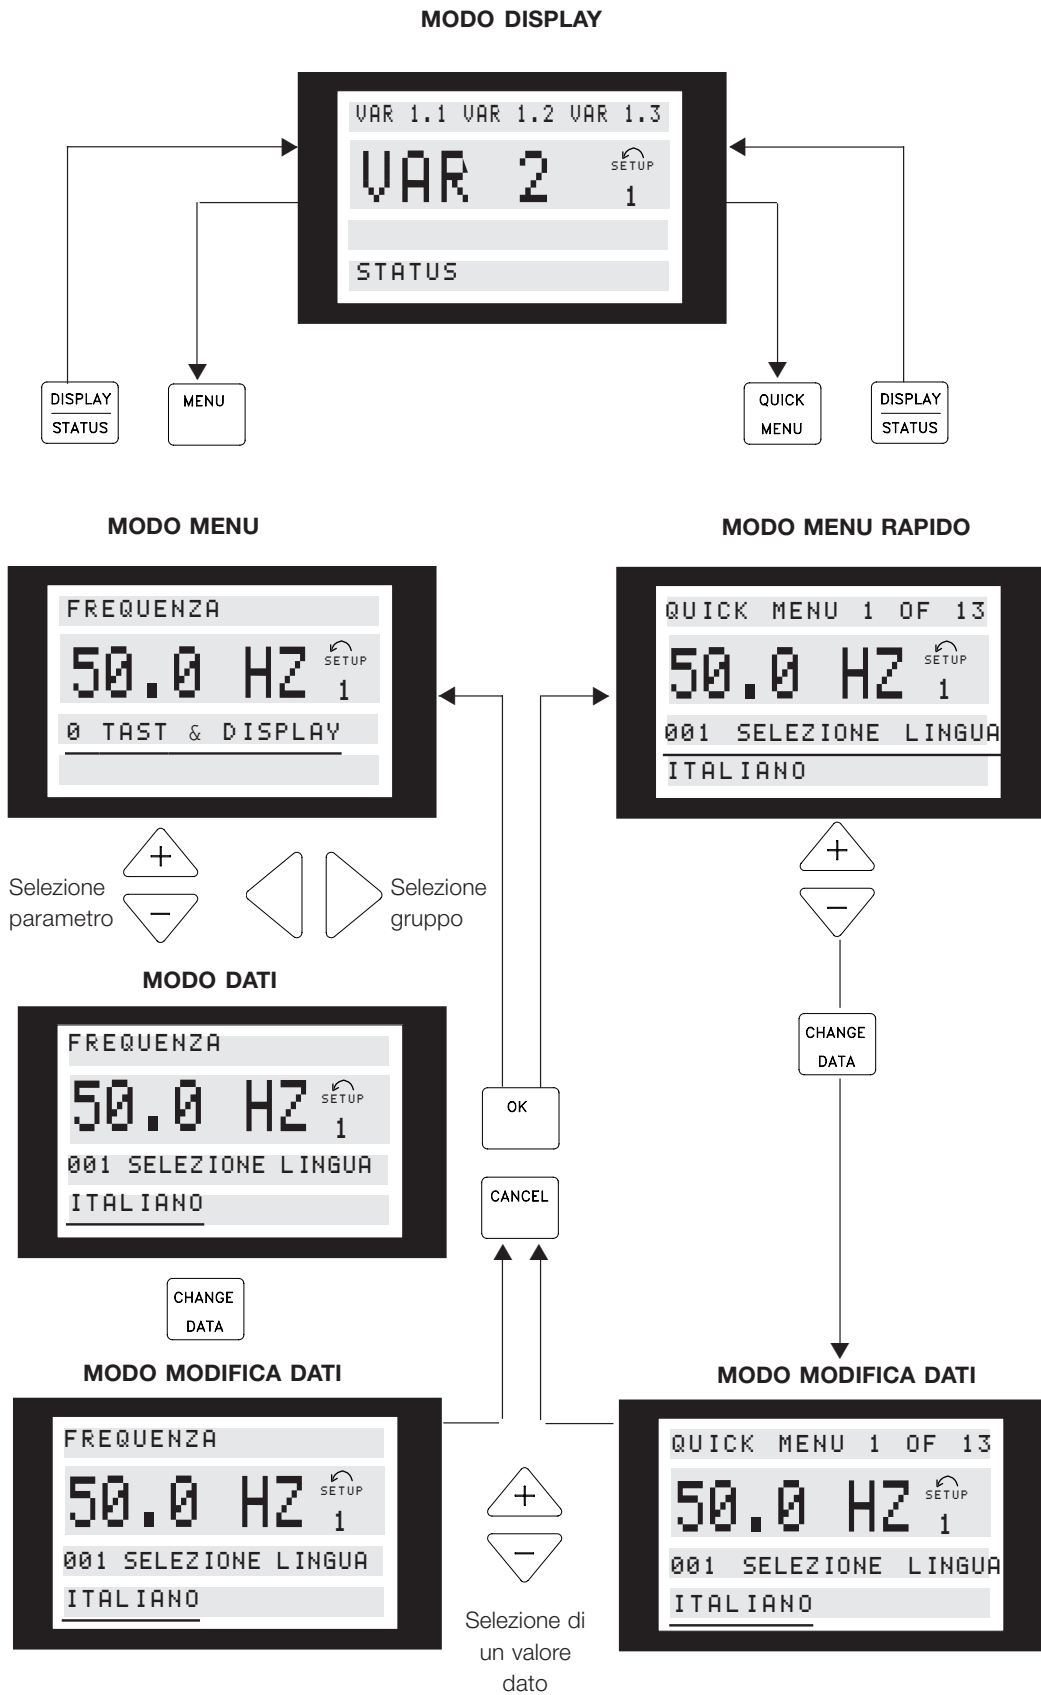 MODO DISPLAY
VAR 1.1 VAR 1.2 VAR 1.3
VAR 2
SETUP
1
STATUS
DISPLAY
STATUS
MENU
QUICK
MENU
DISPLAY
STATUS
MODO MENU
FREQUENZA
50.0 HZ
SETUP
1
0 TAST & DISPLAY
Selezione
parametro
+
−
Selezione
gruppo
MODO MENU RAPIDO
QUICK MENU 1 OF 13
50.0 HZ
SETUP
1
001 SELEZIONE LINGUA
ITALIANO
+
−
CHANGE
DATA
MODO DATI
FREQUENZA
50.0 HZ
SETUP
1
001 SELEZIONE LINGUA
ITALIANO
OK
CANCEL
CHANGE
DATA
MODO MODIFICA DATI
FREQUENZA
50.0 HZ
SETUP
1
001 SELEZIONE LINGUA
ITALIANO
+
−
Selezione di
un valore
dato
MODO MODIFICA DATI
QUICK MENU 1 OF 13
50.0 HZ
SETUP
1
001 SELEZIONE LINGUA
ITALIANO